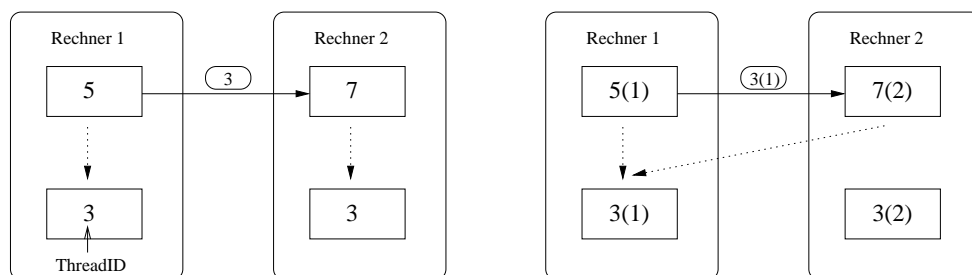 Rechner 1
Rechner 2
5
3
7
3
3
ThreadID
Rechner 1
Rechner 2
5(1)
3(1)
7(2)
3(1)
3(2)